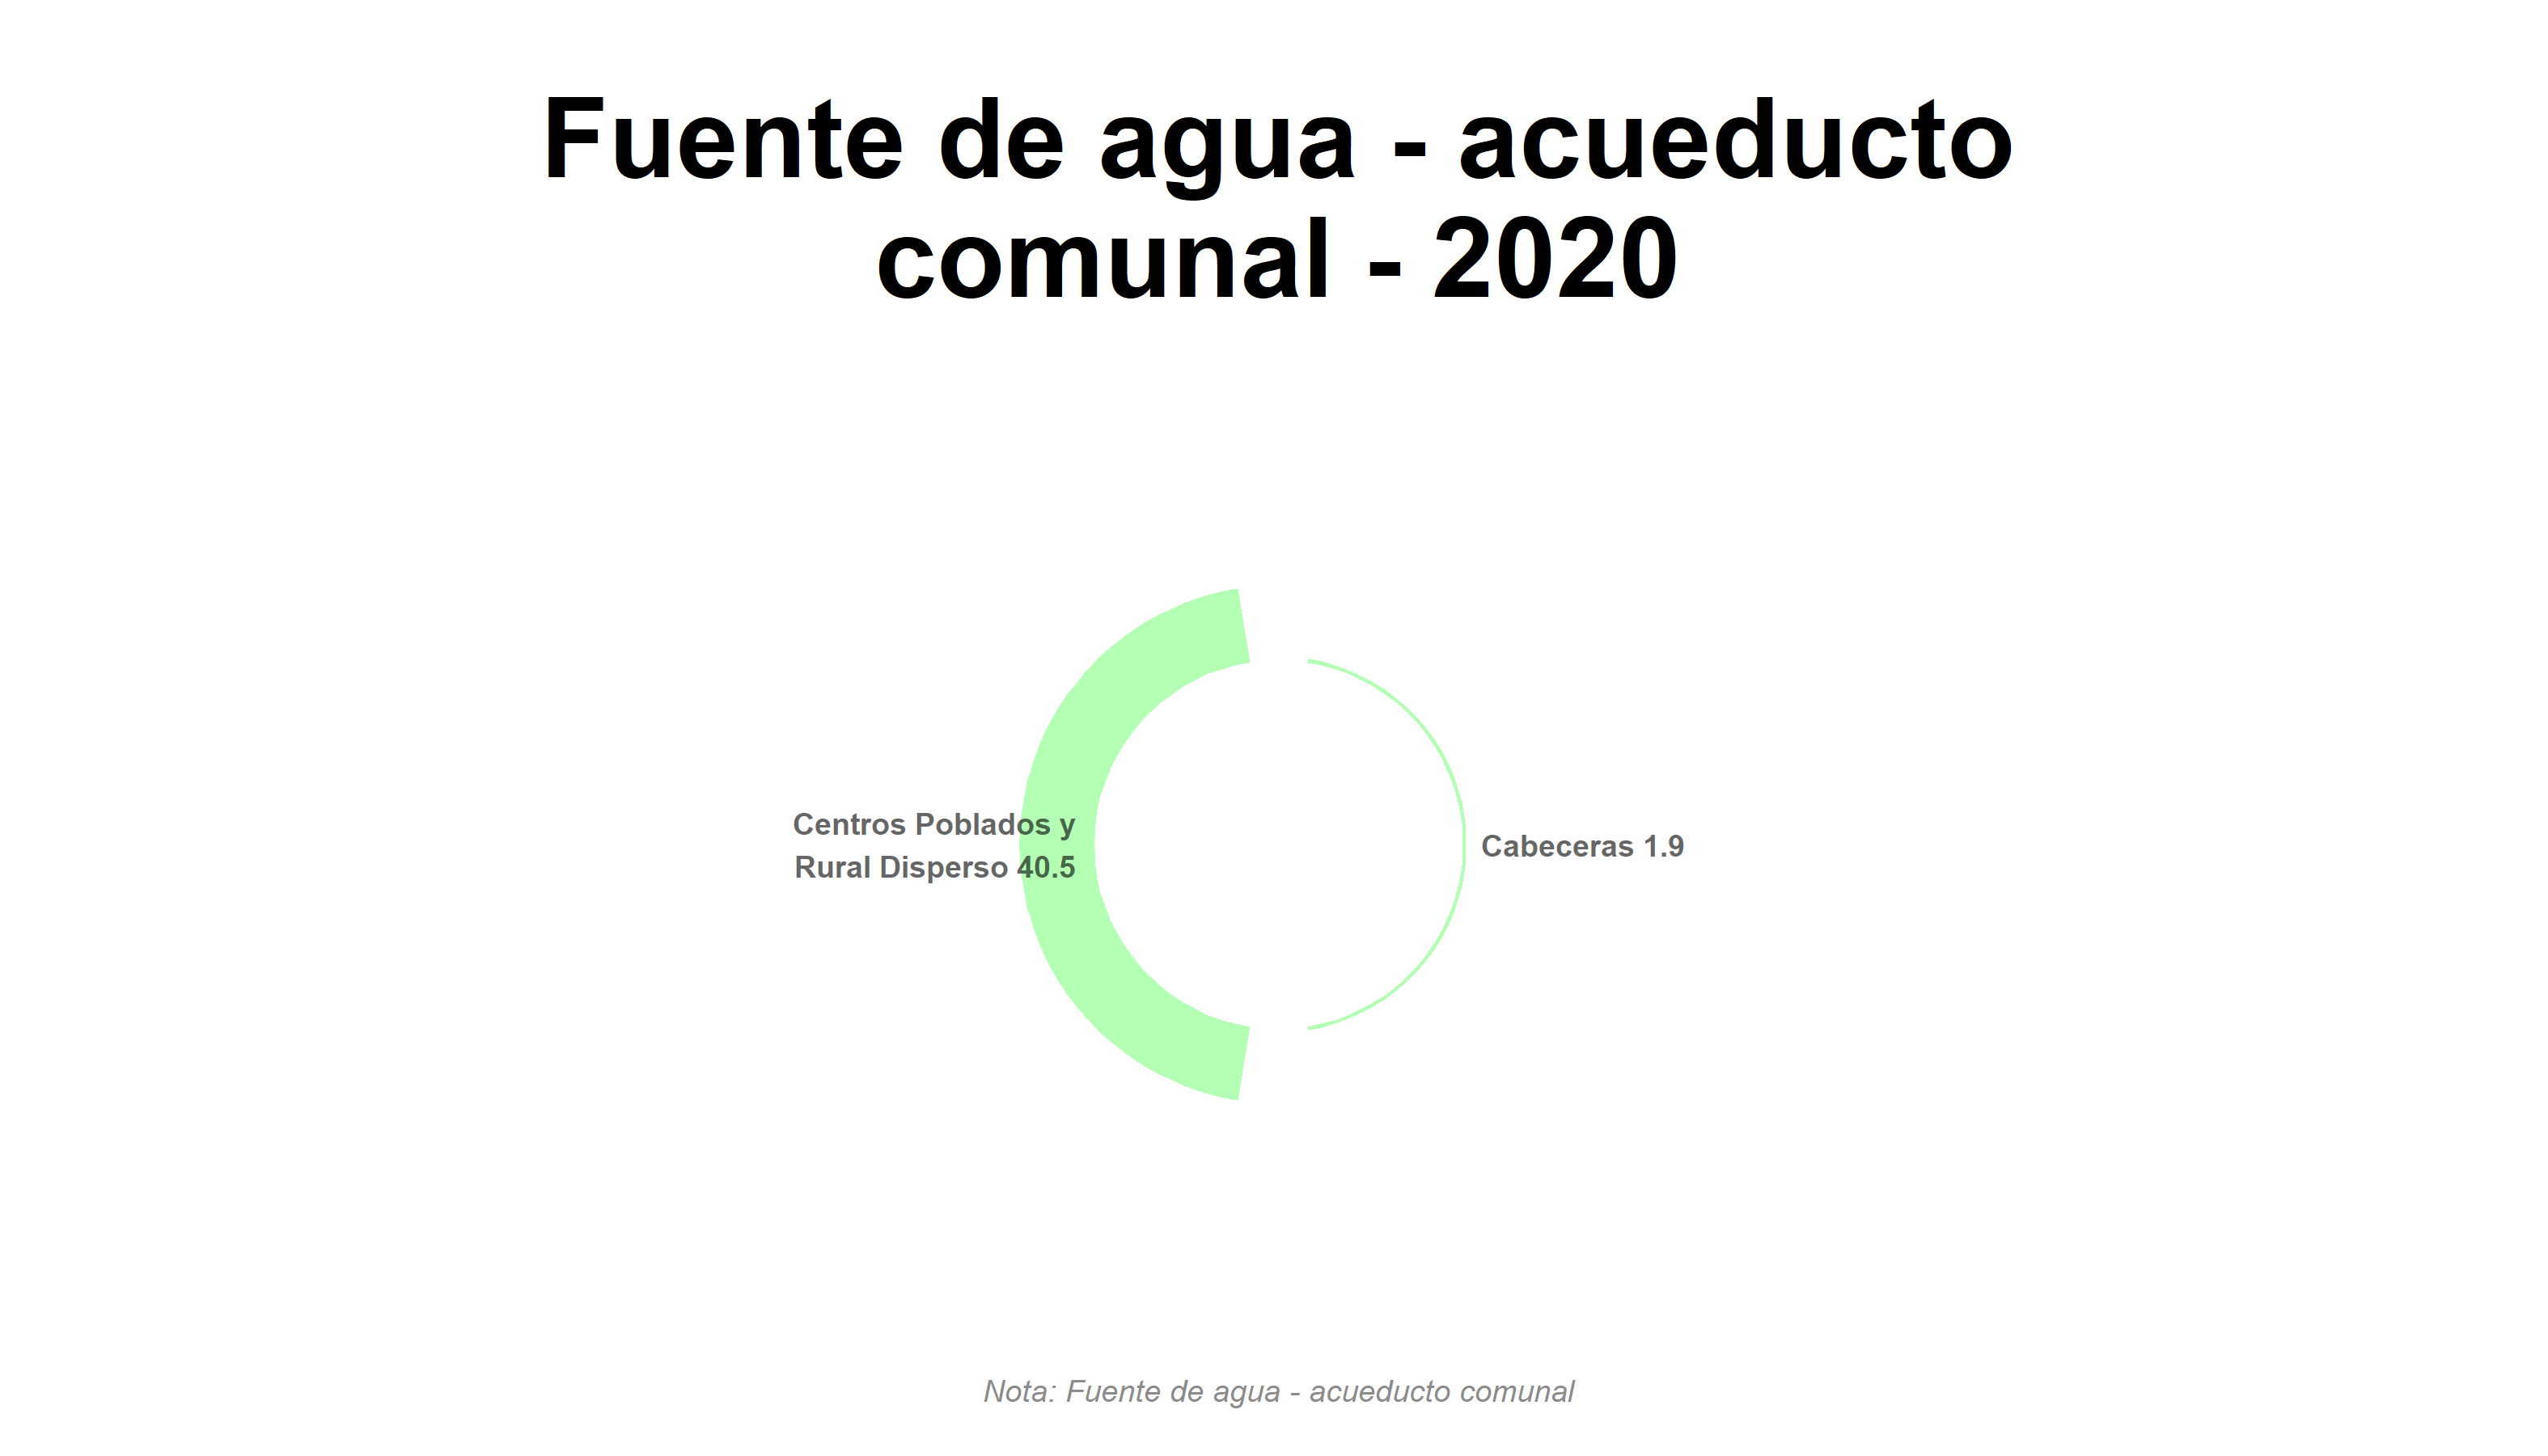 Fuente de agua - acueducto
comunal - 2020
Centros Poblados y
Rural Disperso 40.5
Cabeceras 1.9
Nota: Fuente de agua - acueducto comunal